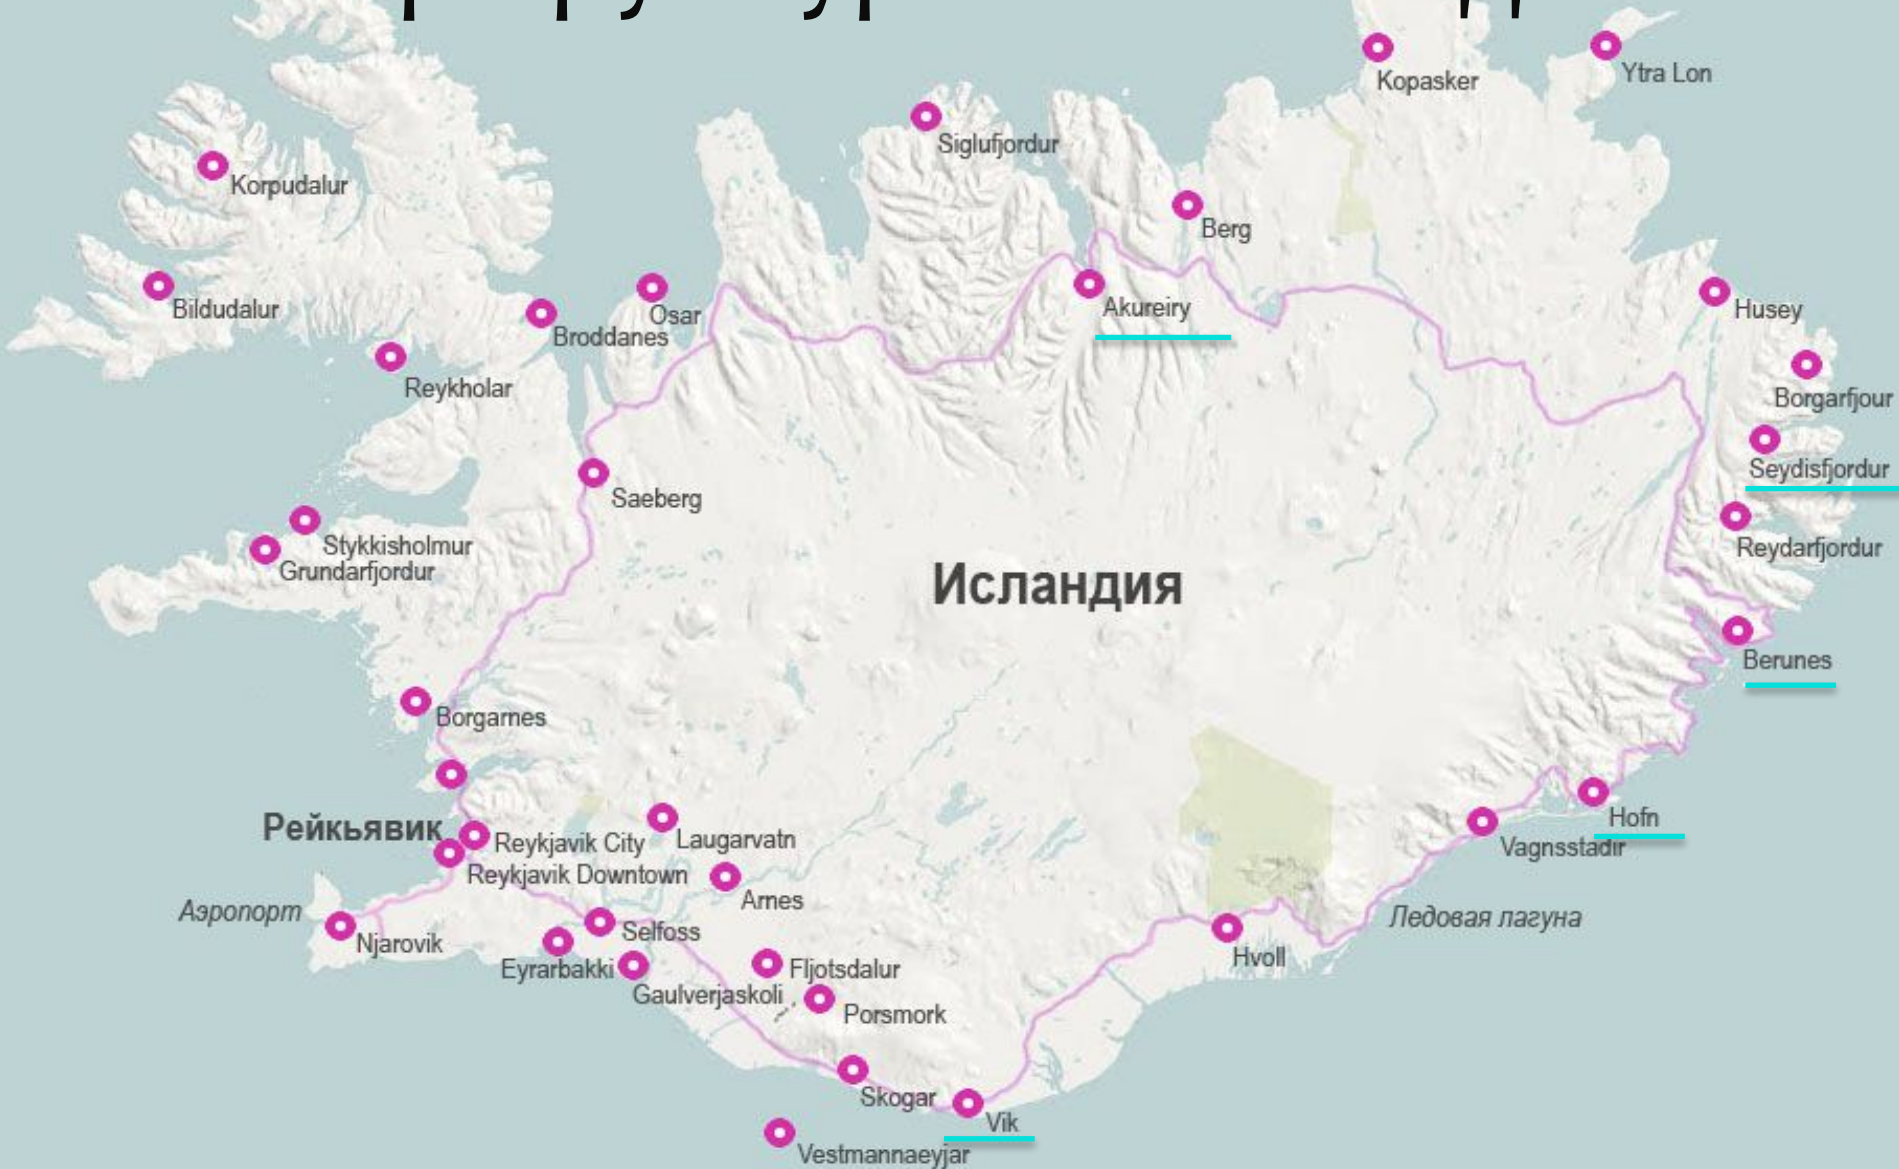 Kopasker
Ytra Lon
Siglufjordur
Korpudalur
Berg
Bildudalur
Osar
Akureiry
Husey
Broddanes
Reykholar
Borgarfjour
Seydisfjordur
Saeberg
Stykkisholmur
Reydarfjordur
Grundarfjordur
Исландия
Berunes
Borgarnes
Рейкьявик
Reykjavik City
Laugarvatn
Hofn
Vagnsstadir
Reykjavik Downtown
Arnes
Аэропорт
Ледовая лагуна
Selfoss
Njarovik
Hvoll
Eyrarbakki
Fljotsdalur
Gaulverjaskoli
Porsmork
Skogar
Vik
Vestmannaeyjar